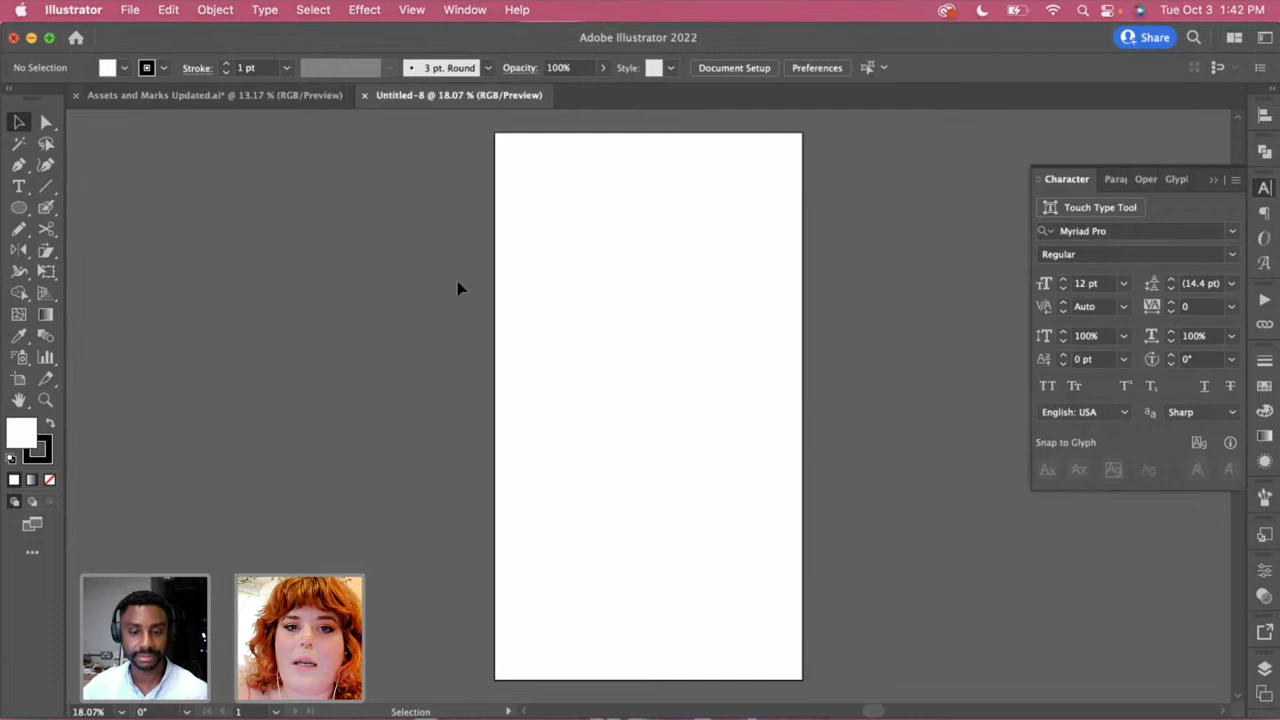 Illustrator File Edit Object Type Select Effect View Window Help Tue Oct 3 1:42 PM
Adobe Illustrator 2022 Share
No Selection Stroke: 1 pt 3 pt. Round Opacity: 100% Style: Document Setup Preferences
Assets and Marks Updated.ai* @ 13.17 % (RGB/Preview) Untitled-8 @ 18.07 % (RGB/Preview)
Character Para Oper Glyp
Touch Type Tool
Myriad Pro
Regular
12 pt (14.4 pt)
Auto 0
100% 100%
0 pt 0°
English: USA Sharp
Snap to Glyph
18.07% 0° 1 Selection